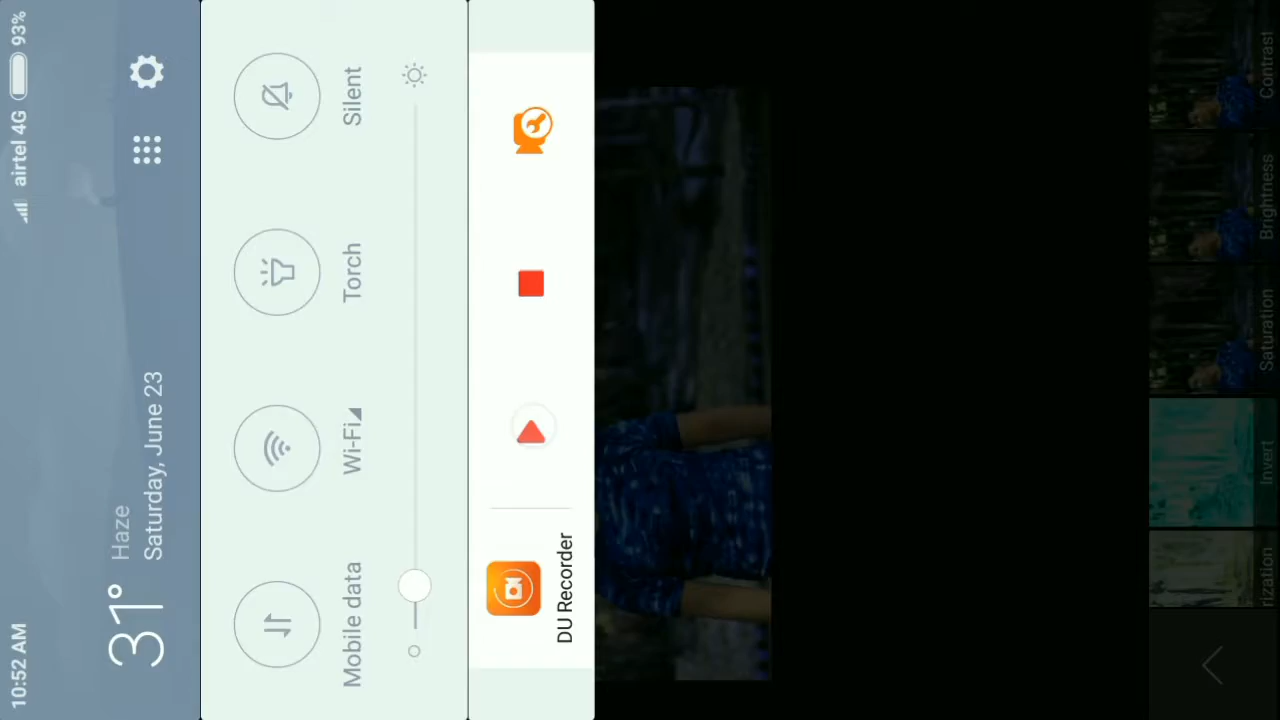 10:52 AM
airtel 4G 93%
31°
Haze
Saturday, June 23
Mobile data
Wi-Fi
Torch
Silent
DU Recorder
rization
Invert
Saturation
Brightness
Contrast